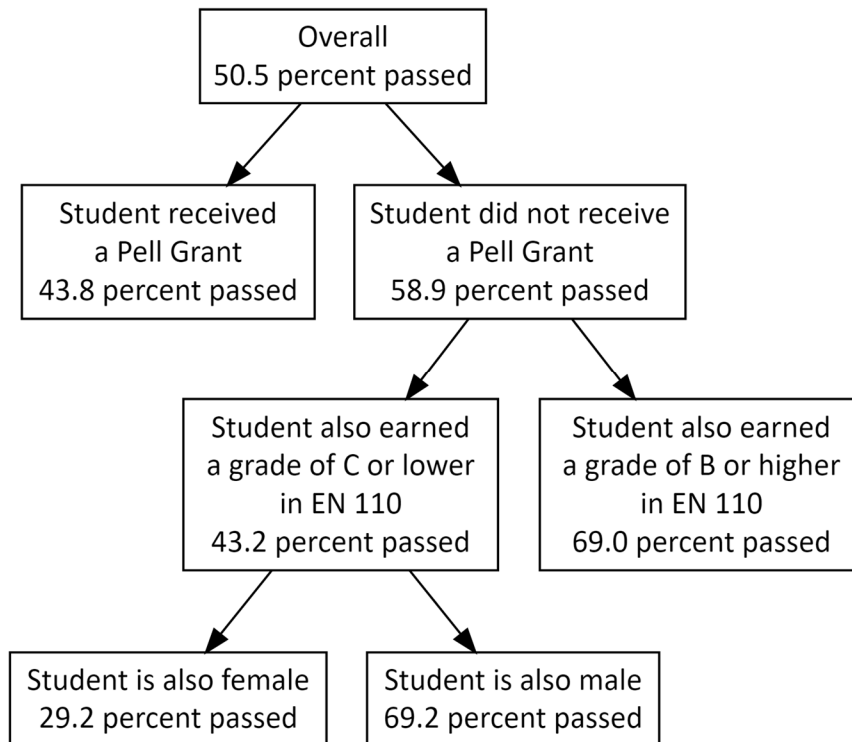 Overall
50.5 percent passed
Student received
a Pell Grant
43.8 percent passed
Student did not receive
a Pell Grant
58.9 percent passed
Student also earned
a grade of C or lower
in EN 110
43.2 percent passed
Student also earned
a grade of B or higher
in EN 110
69.0 percent passed
Student is also female
29.2 percent passed
Student is also male
69.2 percent passed